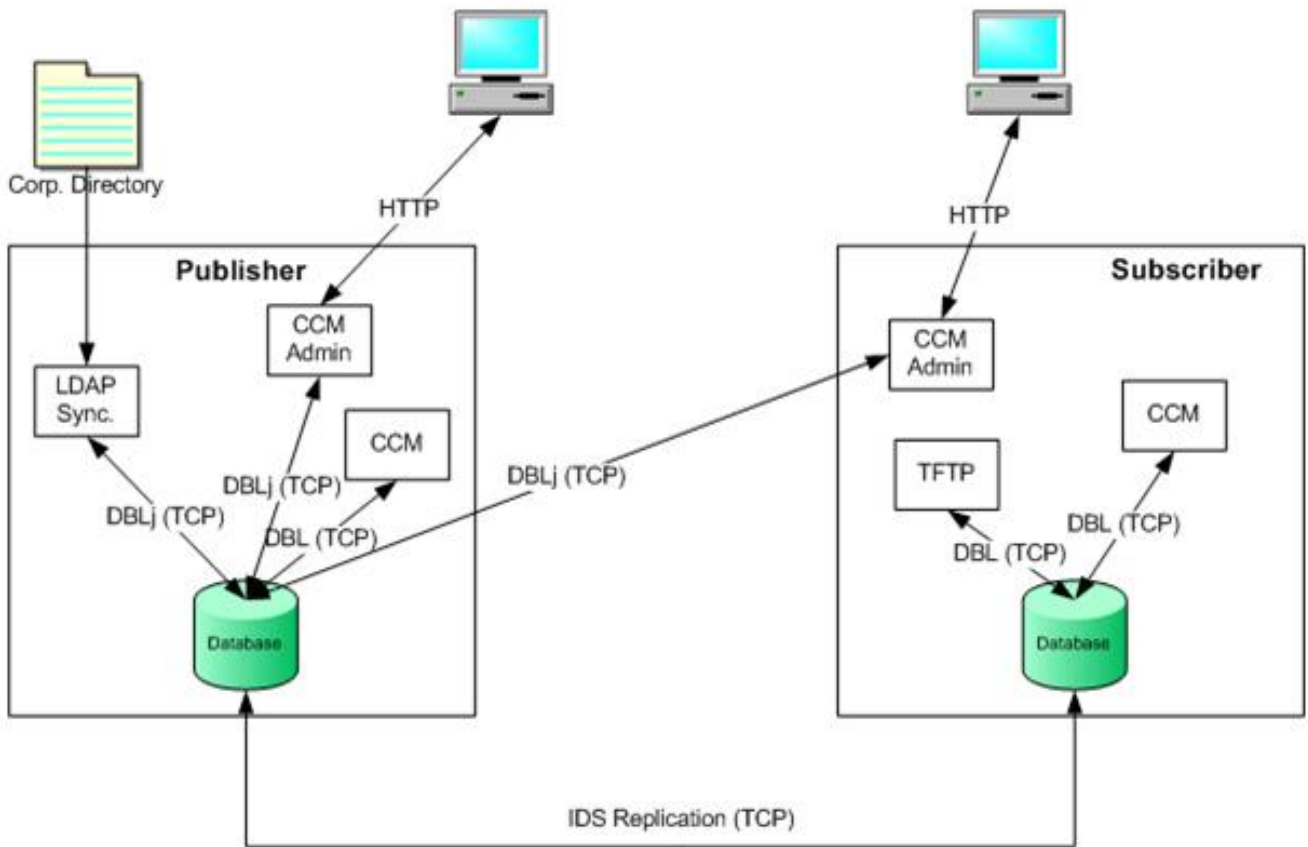 Corp. Directory
HTTP
HTTP
Publisher
Subscriber
CCM
Admin
CCM
Admin
LDAP
Sync.
CCM
CCM
TFTP
DBLj (TCP)
DBLj (TCP)
DBLj (TCP)
DBL (TCP)
DBL (TCP)
DBL (TCP)
Database
Database
IDS Replication (TCP)